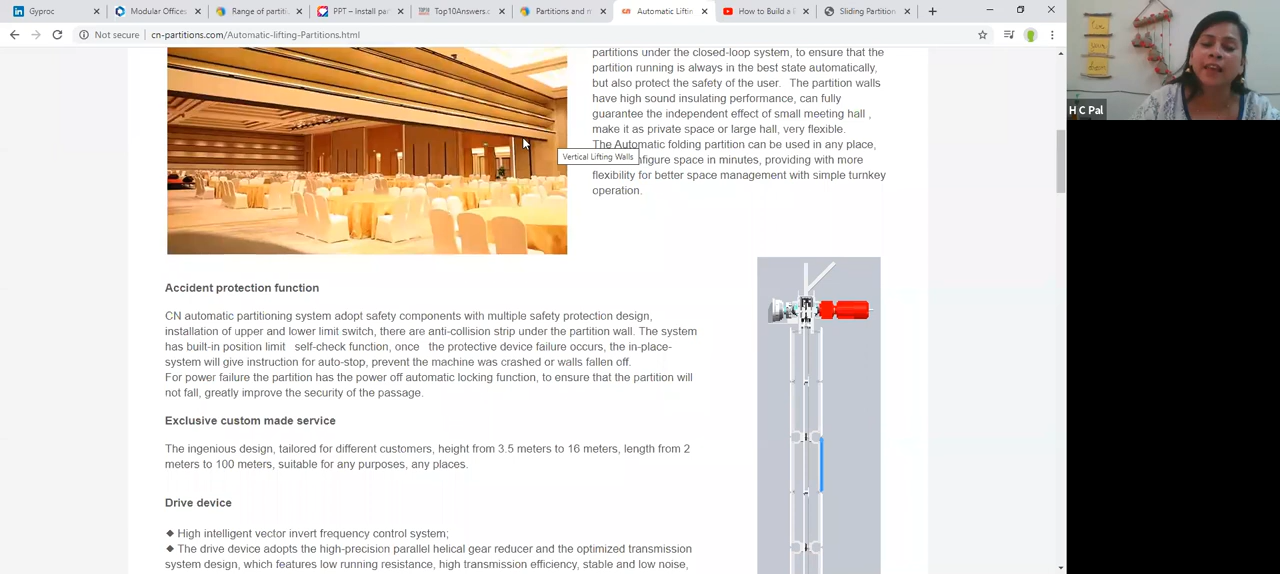 Gyproc
Modular Offices
Range of partiti
PPT – Install pa
Top10Answers.c
Partitions and m
Automatic Liftin
How to Build a
Sliding Partition
Not secure
cn-partitions.com/Automatic-lifting-Partitions.html
H C Pal
partitions under the closed-loop system, to ensure that the
partition running is always in the best state automatically,
but also protect the safety of the user. The partition walls
have high sound insulating performance, can fully
guarantee the independent effect of small meeting hall ,
make it as private space or large hall, very flexible.
The Automatic folding partition can be used in any place,
Vertical Lifting Walls
nfigure space in minutes, providing with more
flexibility for better space management with simple turnkey
operation.
Accident protection function
CN automatic partitioning system adopt safety components with multiple safety protection design,
installation of upper and lower limit switch, there are anti-collision strip under the partition wall. The system
has built-in position limit self-check function, once the protective device failure occurs, the in-place-
system will give instruction for auto-stop, prevent the machine was crashed or walls fallen off.
For power failure the partition has the power off automatic locking function, to ensure that the partition will
not fall, greatly improve the security of the passage.
Exclusive custom made service
The ingenious design, tailored for different customers, height from 3.5 meters to 16 meters, length from 2
meters to 100 meters, suitable for any purposes, any places.
Drive device
❖ High intelligent vector invert frequency control system;
❖ The drive device adopts the high-precision parallel helical gear reducer and the optimized transmission
system design, which features low running resistance, high transmission efficiency, stable and low noise,